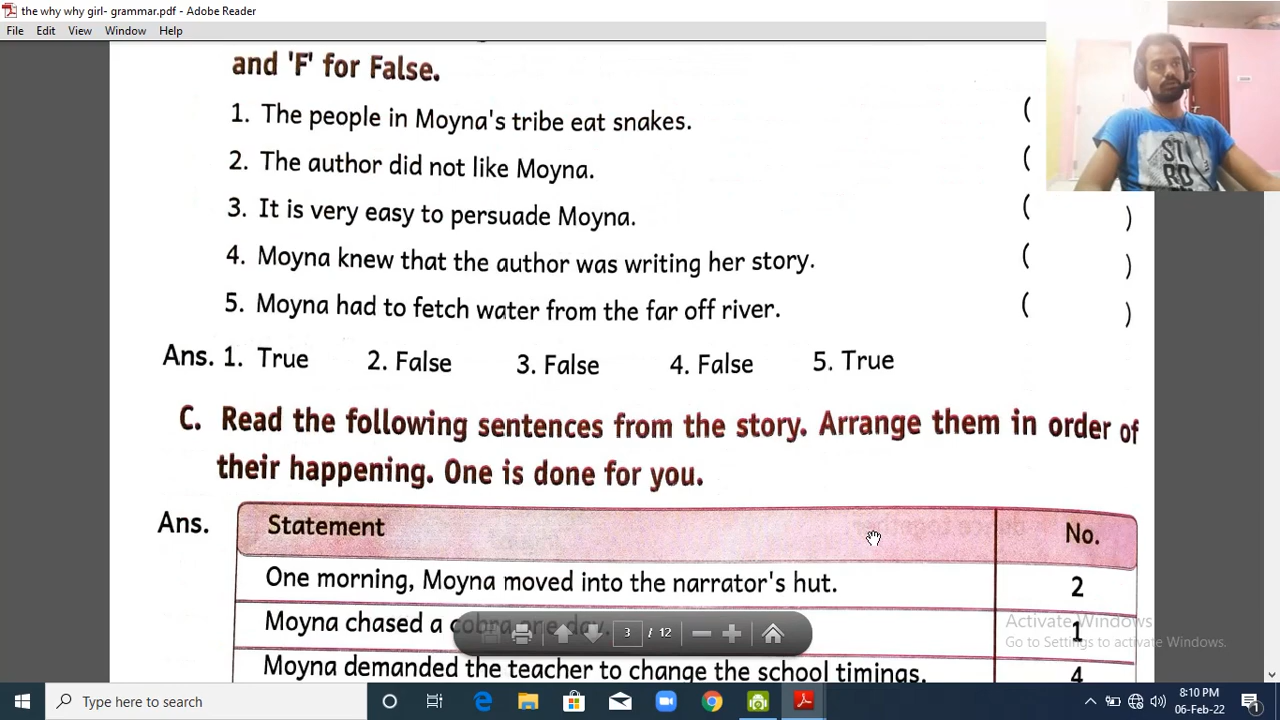 the why why girl- grammar.pdf - Adobe Reader
File Edit View Window Help
and 'F' for False.
1. The people in Moyna's tribe eat snakes. (
2. The author did not like Moyna. (
3. It is very easy to persuade Moyna. ( )
4. Moyna knew that the author was writing her story. ( )
5. Moyna had to fetch water from the far off river. ( )
Ans. 1. True 2. False 3. False 4. False 5. True
C. Read the following sentences from the story. Arrange them in order of
their happening. One is done for you.
Ans. Statement No.
One morning, Moyna moved into the narrator's hut. 2
Moyna chased a cobra one day. 1
Moyna demanded the teacher to change the school timings. 4
3 / 12
Activate Windows
Go to Settings to activate Windows.
ST
RO
Type here to search
8:10 PM
06-Feb-22
1